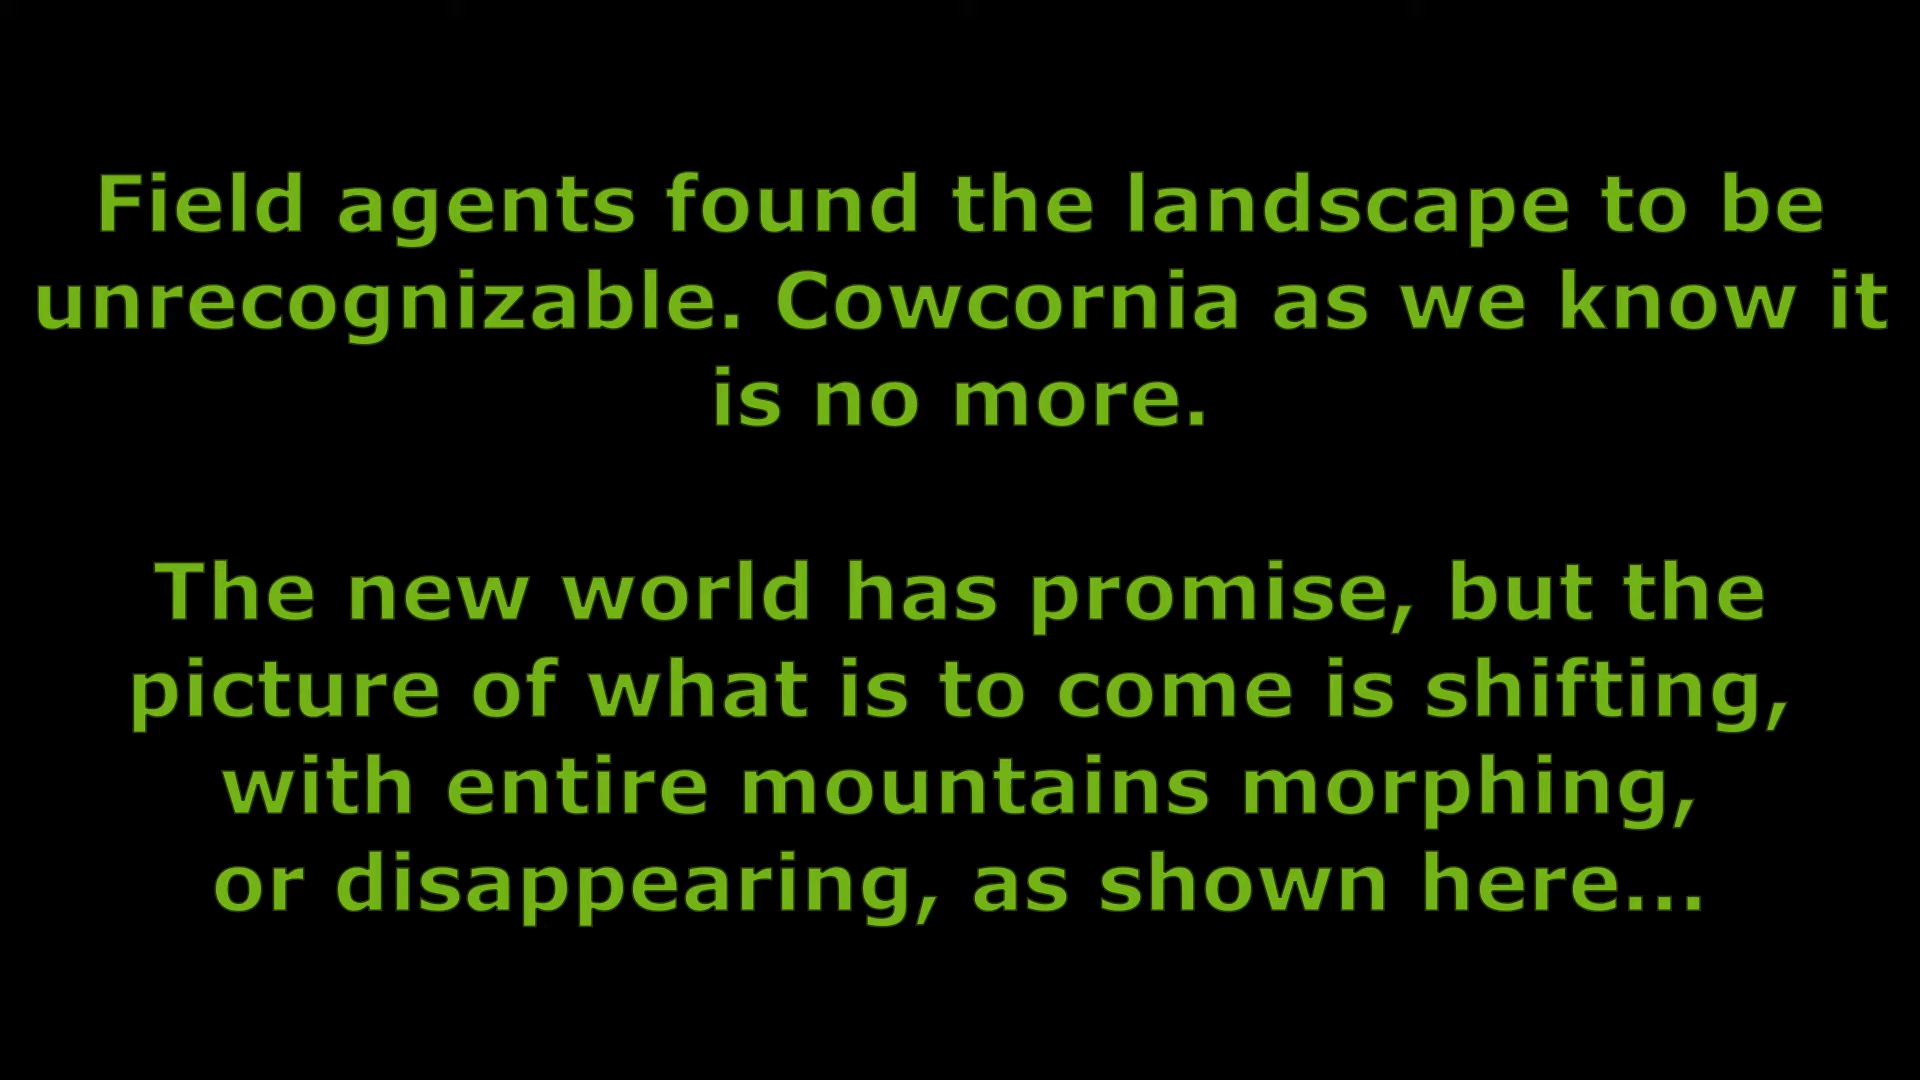 Field agents found the landscape to be
unrecognizable. Cowcornia as we know it
is no more.
The new world has promise, but the
picture of what is to come is shifting,
with entire mountains morphing,
or disappearing, as shown here...